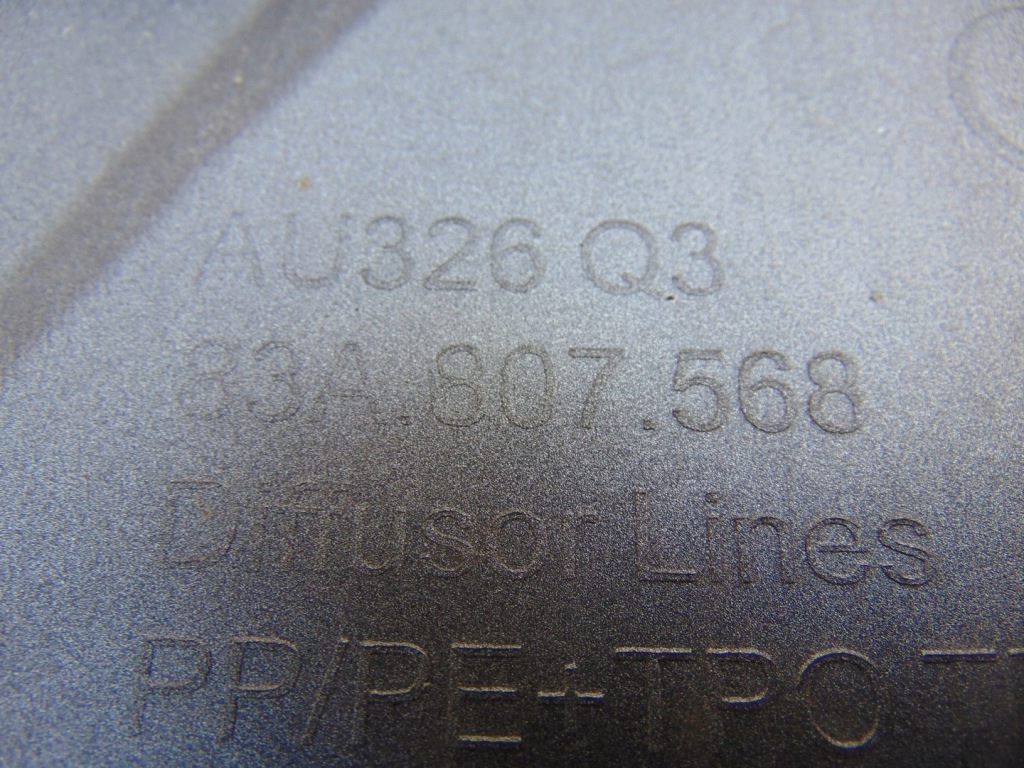 AU326 Q3
83A.807.568
Diffusor Lines
PP/PE+TPO